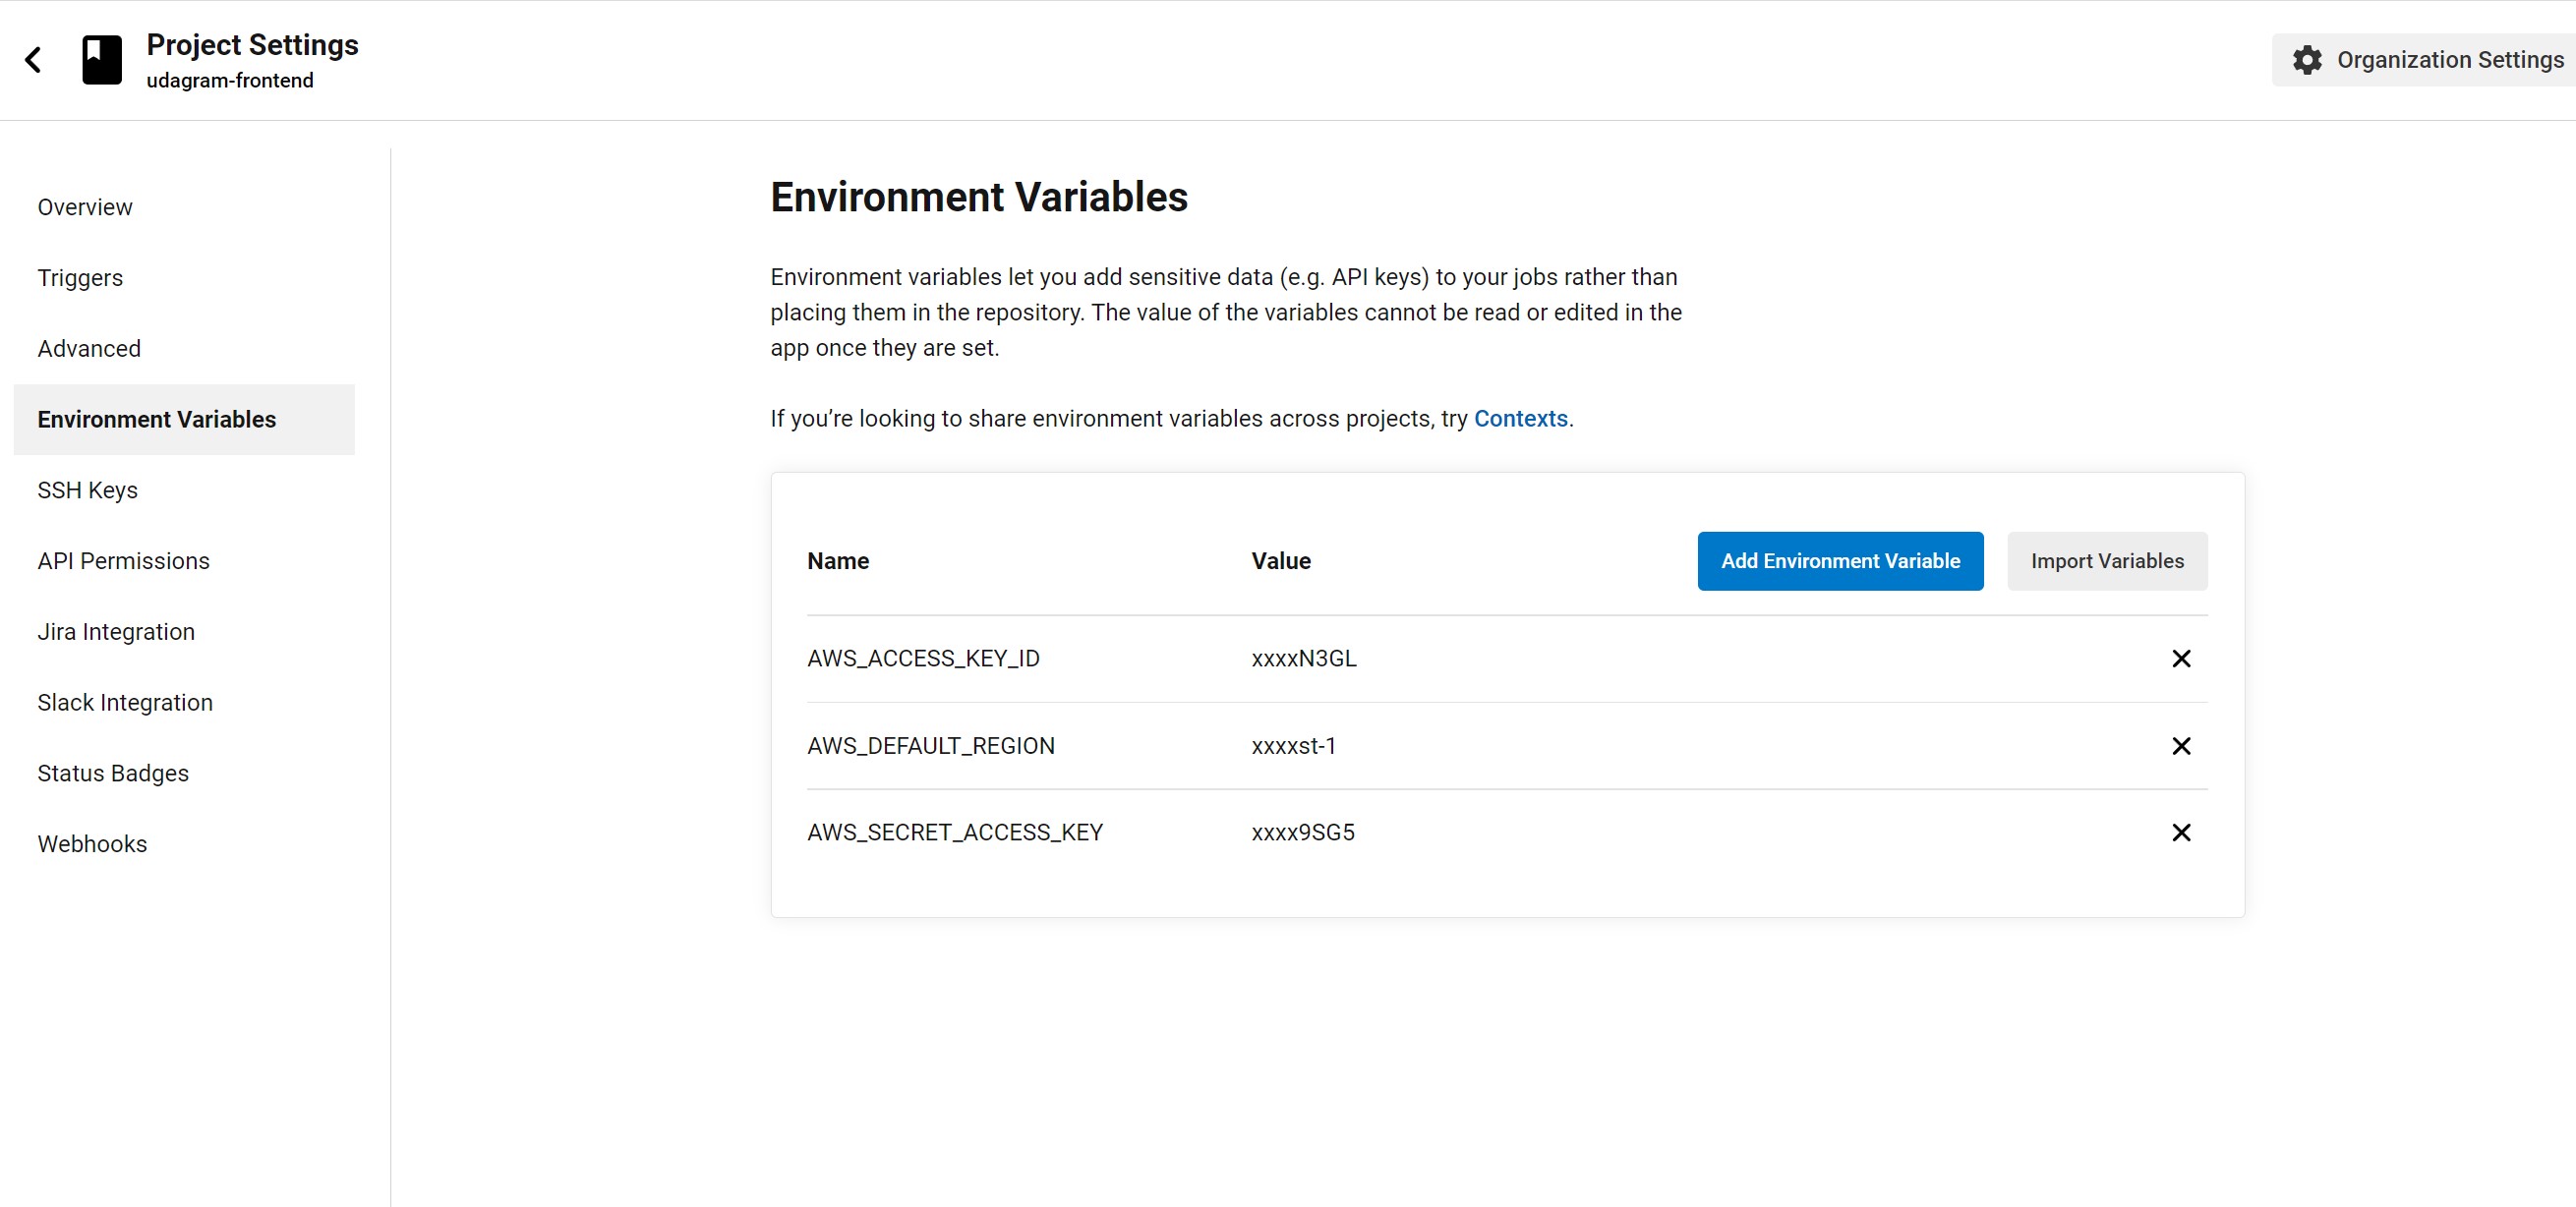 Project Settings
udagram-frontend
Organization Settings
Overview
Triggers
Advanced
Environment Variables
SSH Keys
API Permissions
Jira Integration
Slack Integration
Status Badges
Webhooks
Environment Variables
Environment variables let you add sensitive data (e.g. API keys) to your jobs rather than
placing them in the repository. The value of the variables cannot be read or edited in the
app once they are set.
If you’re looking to share environment variables across projects, try Contexts.
Name Value Add Environment Variable Import Variables
AWS_ACCESS_KEY_ID xxxxN3GL
AWS_DEFAULT_REGION xxxxst-1
AWS_SECRET_ACCESS_KEY xxxx9SG5